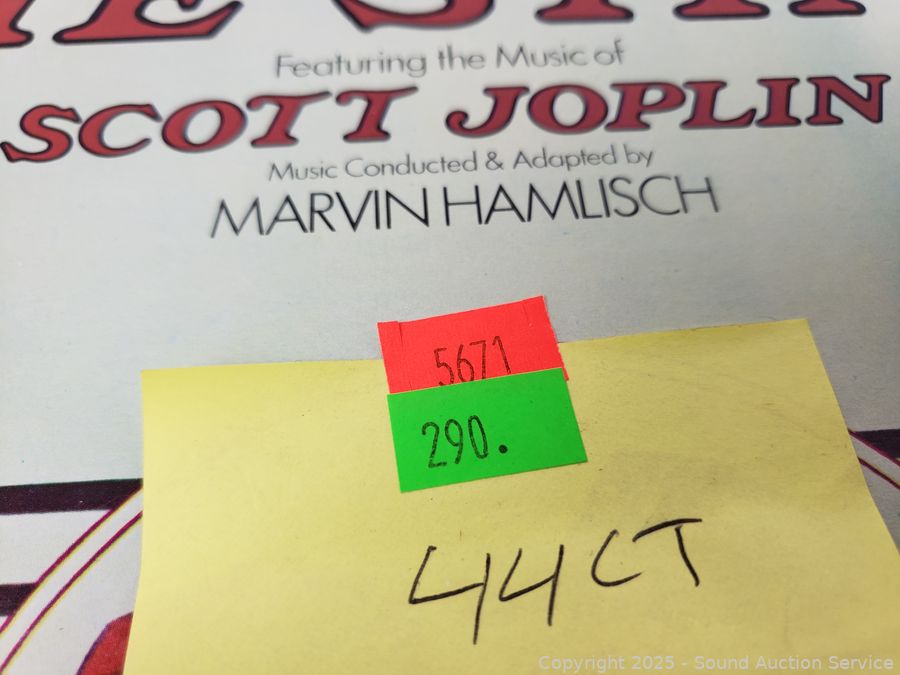 Featuring the Music of
SCOTT JOPLIN
Music Conducted & Adapted by
MARVIN HAMLISCH
5671
290.
44CT
Copyright 2025 - Sound Auction Service